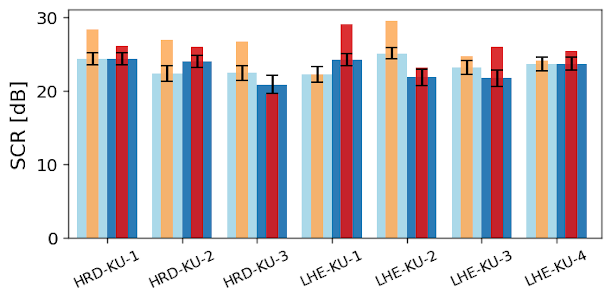 SCR [dB]
30
20
10
0
HRD-KU-1
HRD-KU-2
HRD-KU-3
LHE-KU-1
LHE-KU-2
LHE-KU-3
LHE-KU-4